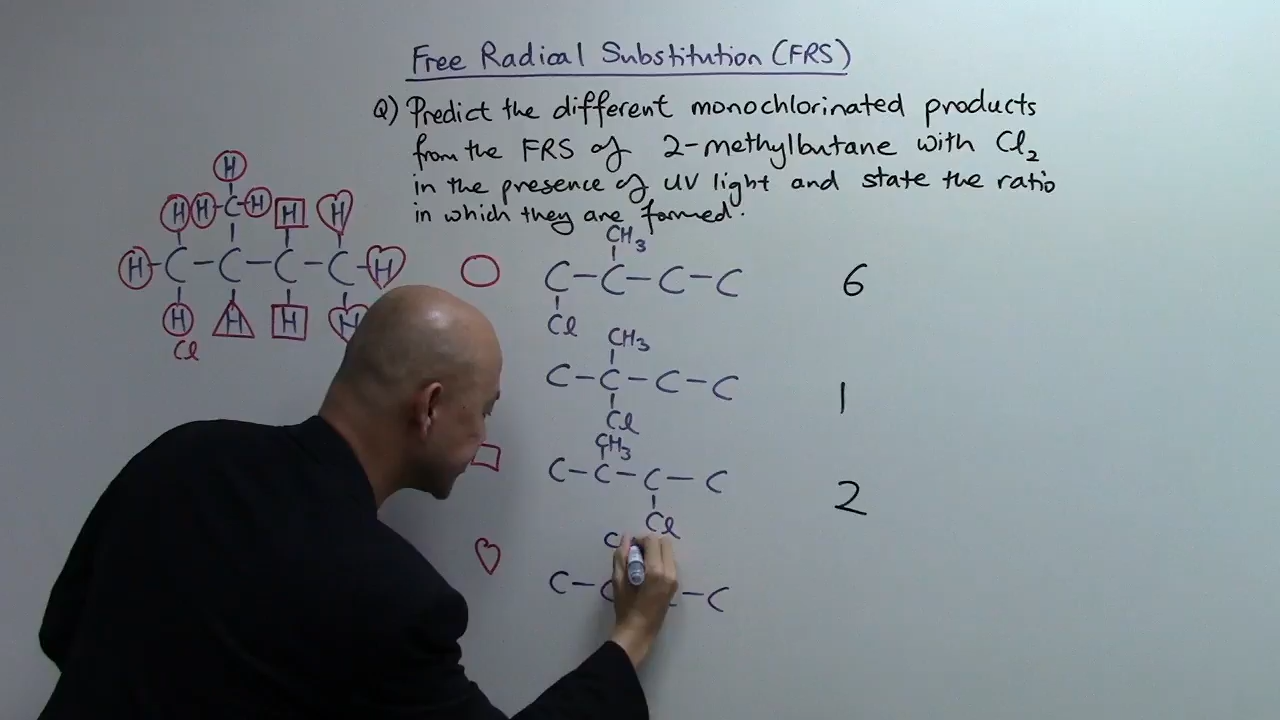 Free Radical Substitution (FRS)
Q) Predict the different monochlorinated products
from the FRS of 2-methylbutane with Cl2
in the presence of UV light and state the ratio
in which they are formed.
H
H H-C-H H H
H-C-C-C-C-H
H H H H
Cl
CH3
C-C-C-C 6
Cl
CH3
C-C-C-C 1
Cl
CH3
C-C-C-C 2
Cl
C
C-C -C